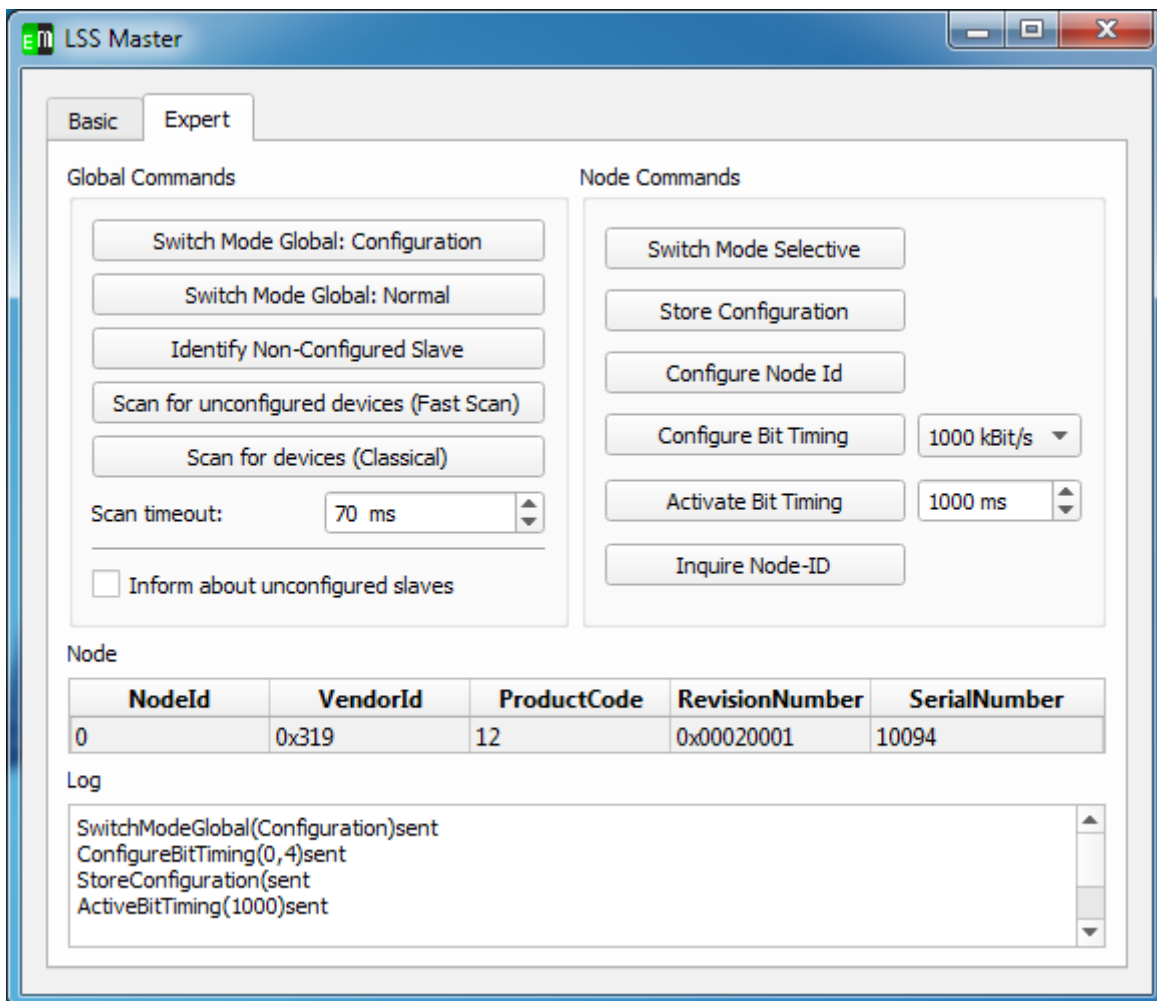 EM LSS Master
Basic Expert
Global Commands
Switch Mode Global: Configuration
Switch Mode Global: Normal
Identify Non-Configured Slave
Scan for unconfigured devices (Fast Scan)
Scan for devices (Classical)
Scan timeout: 70 ms
Inform about unconfigured slaves
Node Commands
Switch Mode Selective
Store Configuration
Configure Node Id
Configure Bit Timing 1000 kBit/s
Activate Bit Timing 1000 ms
Inquire Node-ID
Node
NodeId VendorId ProductCode RevisionNumber SerialNumber
0 0x319 12 0x00020001 10094
Log
SwitchModeGlobal(Configuration)sent
ConfigureBitTiming(0,4)sent
StoreConfiguration(sent
ActiveBitTiming(1000)sent